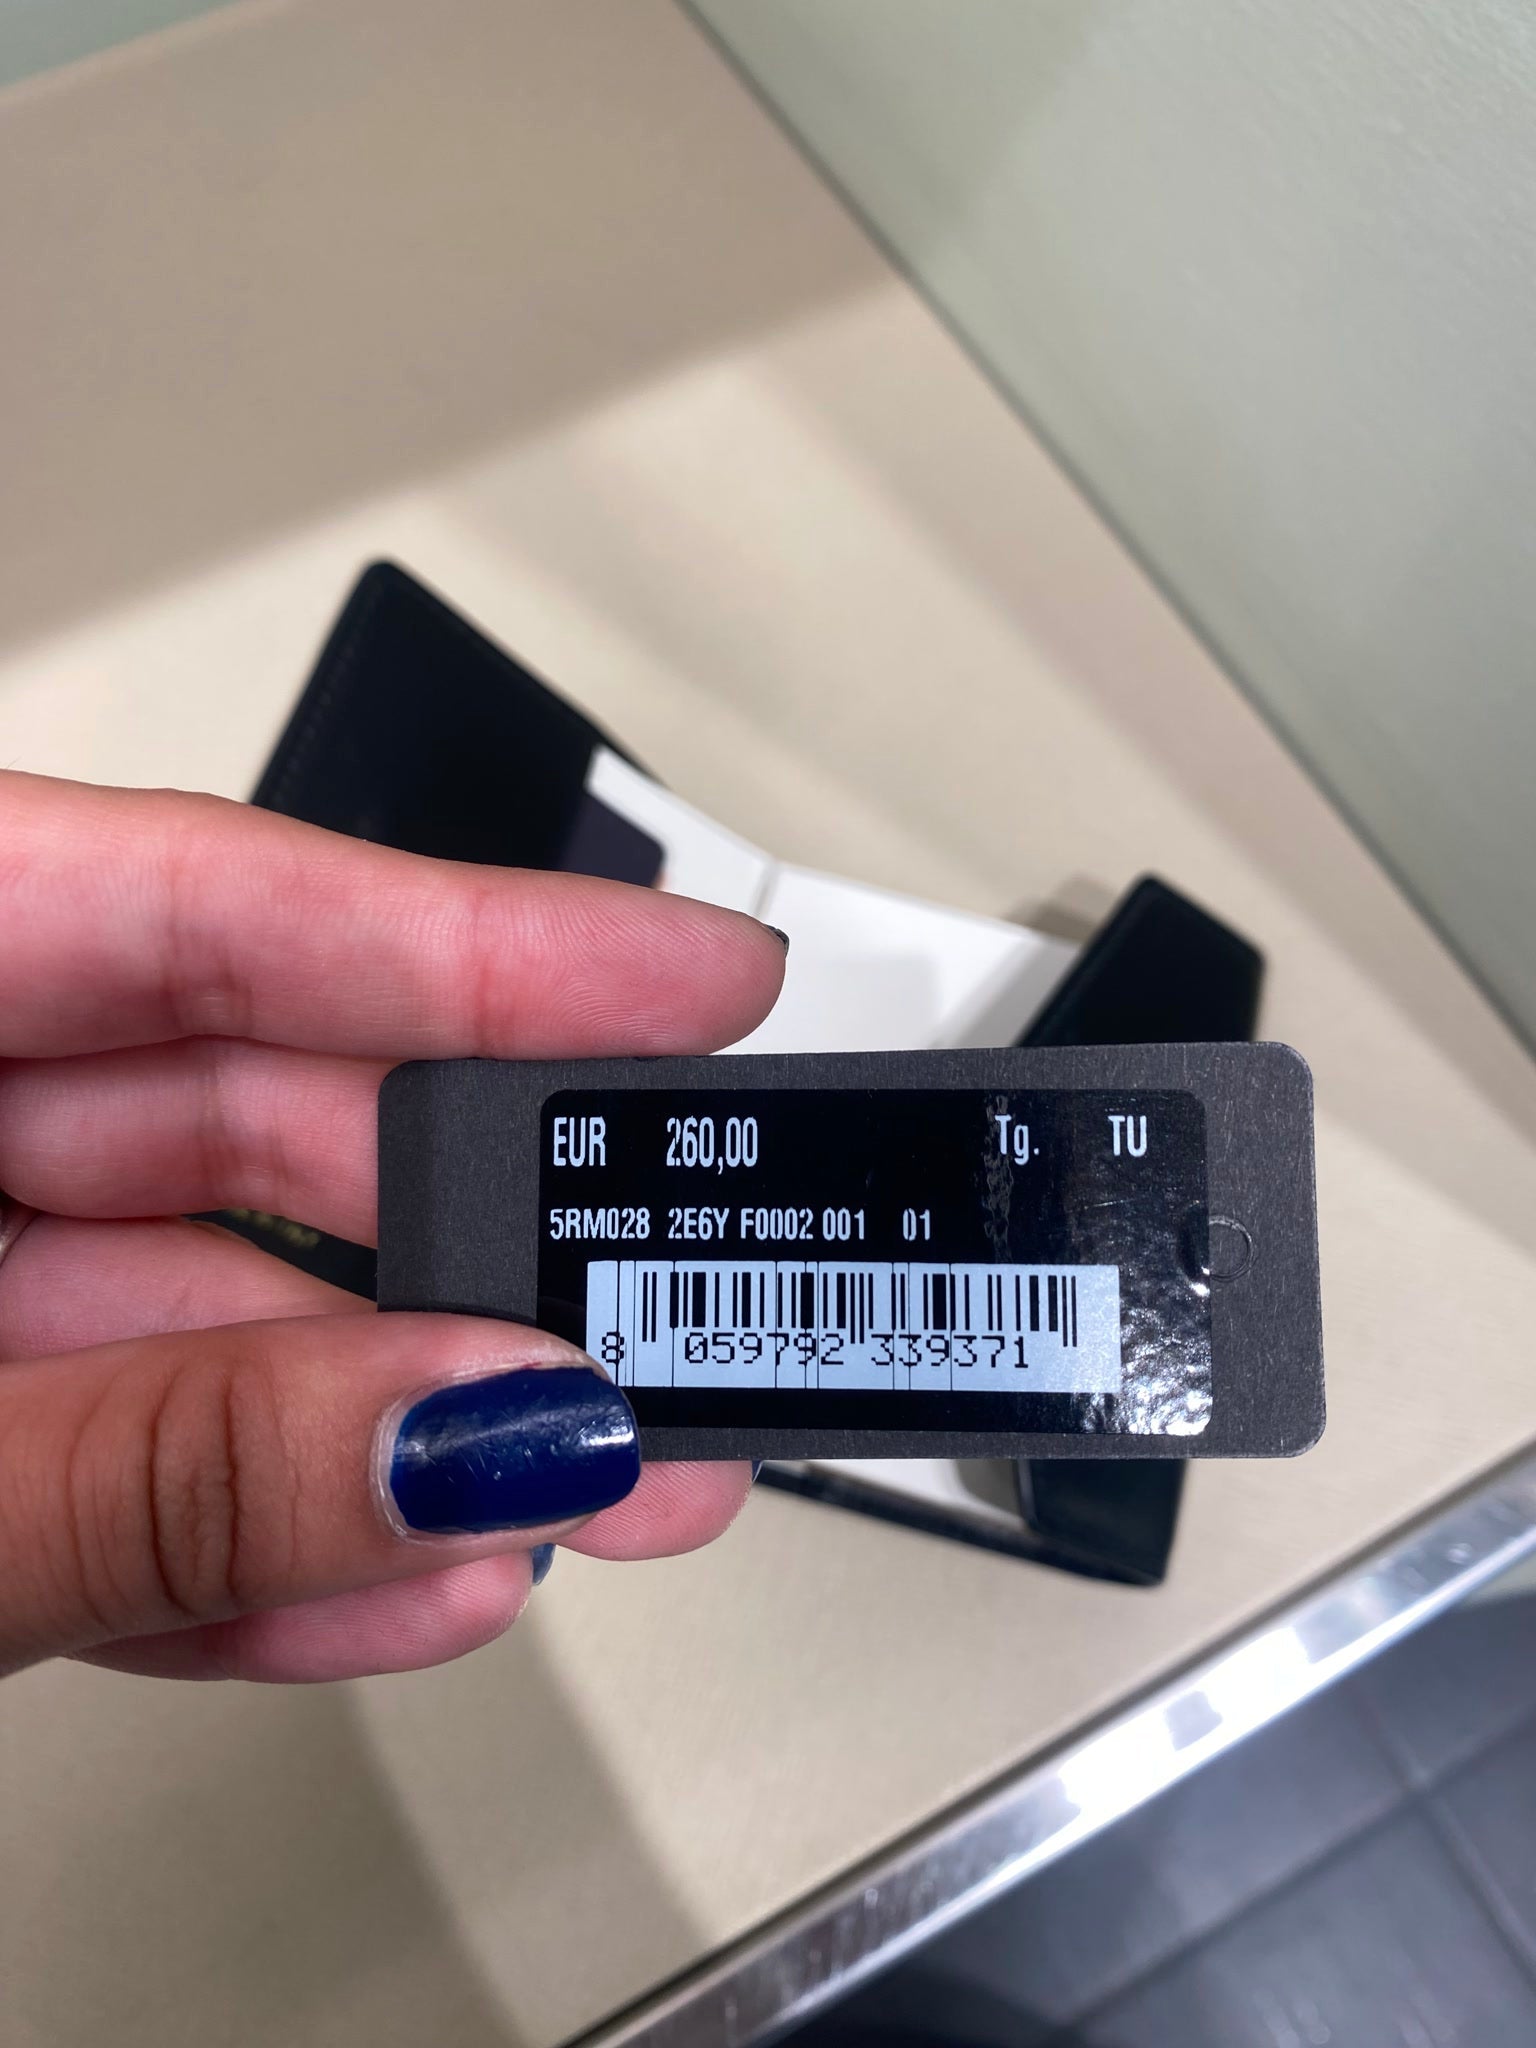 EUR 260,00 Tg. TU
5RM028 2E6Y F0002 001 01
8 059792 339371